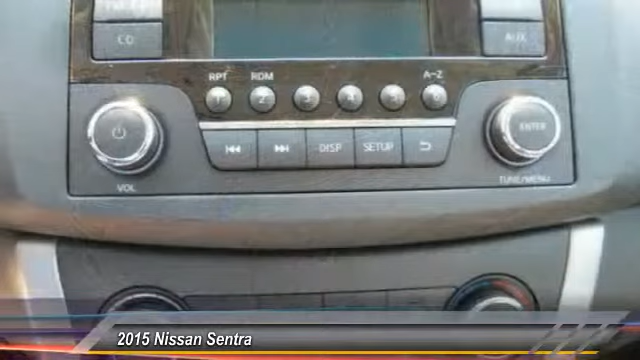 CD
AUX
RPT RDM A-Z
1 2 3 4 5 6
ENTER
DISP SETUP
VOL
TUNE/MENU
2015 Nissan Sentra